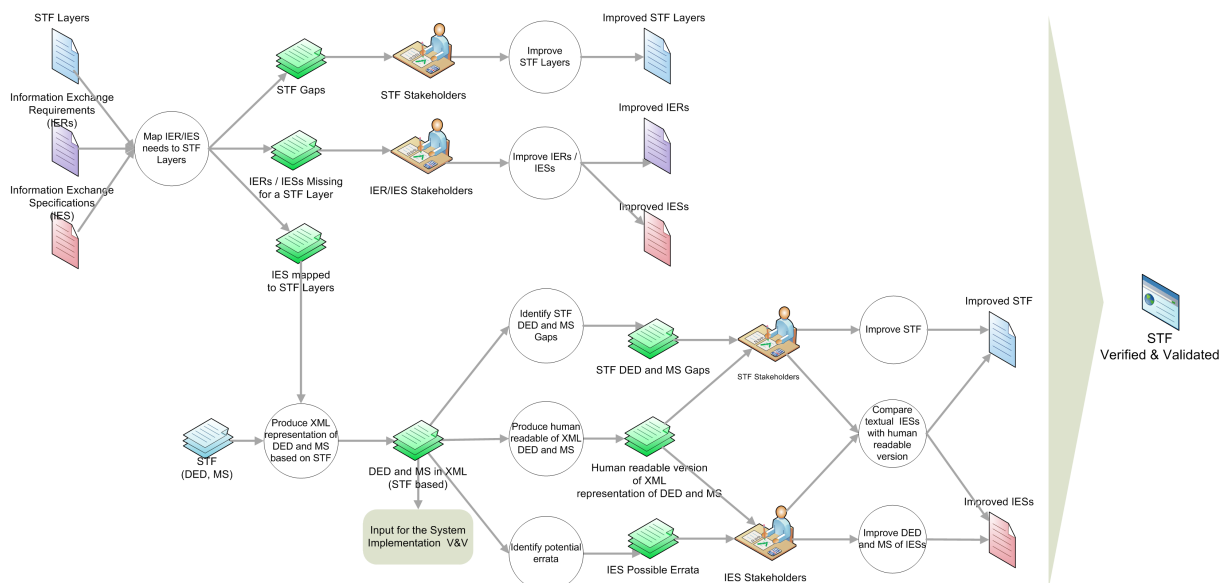 STF Layers
Information Exchange
Requirements
(IERs)
Information Exchange
Specifications
(IES)
Map IER/IES
needs to STF
Layers
STF Gaps
IERs / IESs Missing
for a STF Layer
IES mapped
to STF Layers
STF Stakeholders
IER/IES Stakeholders
Improve
STF Layers
Improve IERs /
IESs
Improved STF Layers
Improved IERs
Improved IESs
STF
(DED, MS)
Produce XML
representation of
DED and MS
based on STF
DED and MS in XML
(STF based)
Input for the System
Implementation V&V
Identify STF
DED and MS
Gaps
Produce human
readable of XML
DED and MS
Identify potential
errata
STF DED and MS Gaps
Human readable version
of XML
representation of DED and MS
IES Possible Errata
STF Stakeholders
IES Stakeholders
Improve STF
Compare
textual IESs
with human
readable
version
Improve DED
and MS of IESs
Improved STF
Improved IESs
STF
Verified & Validated